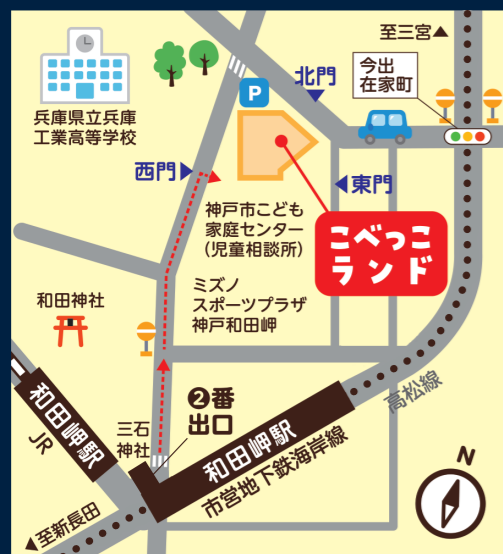 至三宮▲
今出
在家町
北門
P
兵庫県立兵庫
工業高等学校
西門
東門
神戸市こども
家庭センター
(児童相談所)
こべっこ
ランド
ミズノ
スポーツプラザ
神戸和田岬
和田神社
高松線
❷番
出口
三石
神社
和田岬駅
JR
和田岬駅
市営地下鉄海岸線
◀至新長田
N